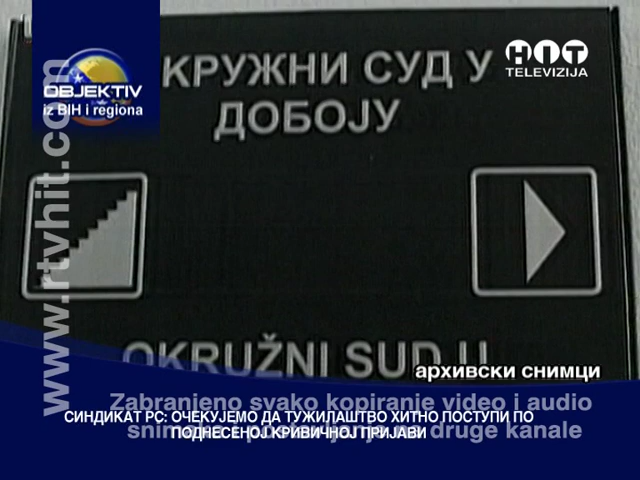 OBJEKTIV
iz BIH i regiona
HIT
TELEVIZIJA
КРУЖНИ СУД У
ДОБОЈУ
www.rtvhit.com
OKRUŽNI SUD U
архивски снимци
Zabranjeno svako kopiranje video i audio
СИНДИКАТ РС: ОЧЕКУЈЕМО ДА ТУЖИЛАШТВО ХИТНО ПОСТУПИ ПО
ПОДНЕСЕНОЈ КРИВИЧНОЈ ПРИЈАВИ
na druge kanale